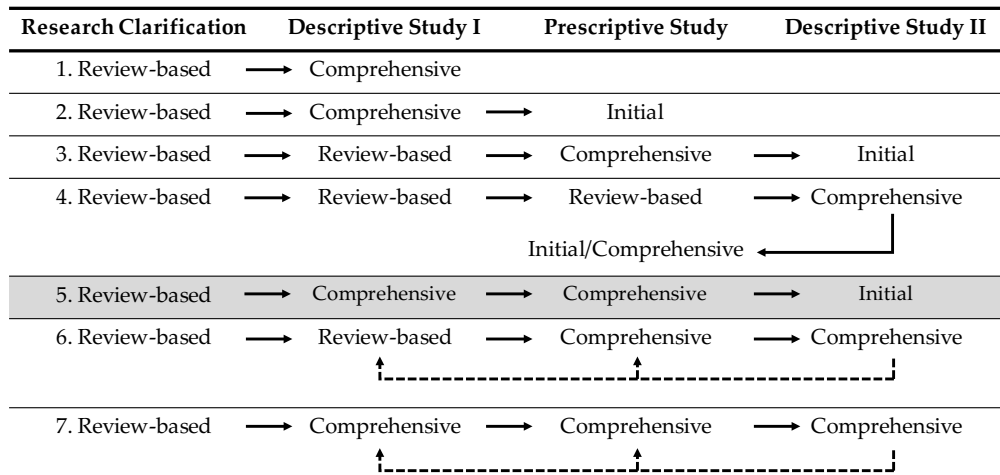 Research Clarification Descriptive Study I Prescriptive Study Descriptive Study II
1. Review-based Comprehensive
2. Review-based Comprehensive Initial
3. Review-based Review-based Comprehensive Initial
4. Review-based Review-based Review-based Comprehensive
Initial/Comprehensive
5. Review-based Comprehensive Comprehensive Initial
6. Review-based Review-based Comprehensive Comprehensive
7. Review-based Comprehensive Comprehensive Comprehensive